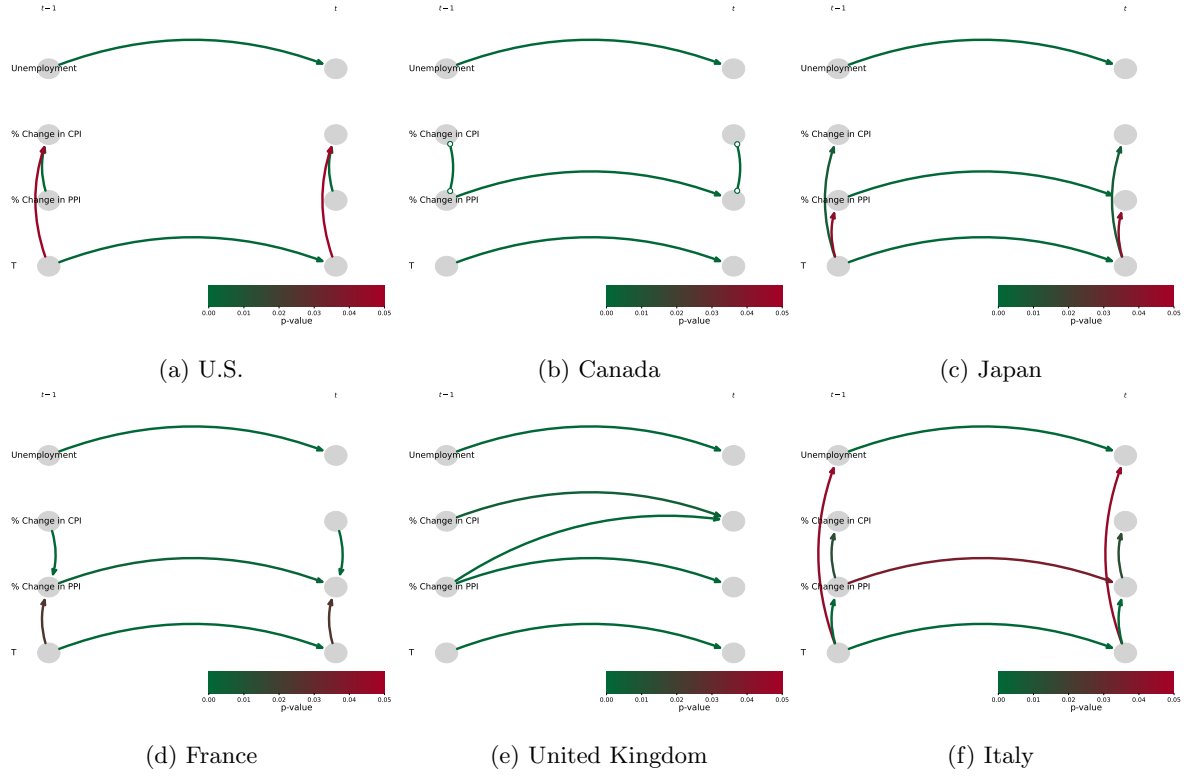 t−1 t
Unemployment
% Change in CPI
% Change in PPI
T
0.00 0.01 0.02 0.03 0.04 0.05
p-value
(a) U.S.
t−1 t
Unemployment
% Change in CPI
% Change in PPI
T
0.00 0.01 0.02 0.03 0.04 0.05
p-value
(b) Canada
t−1 t
Unemployment
% Change in CPI
% Change in PPI
T
0.00 0.01 0.02 0.03 0.04 0.05
p-value
(c) Japan
t−1 t
Unemployment
% Change in CPI
% Change in PPI
T
0.00 0.01 0.02 0.03 0.04 0.05
p-value
(d) France
t−1 t
Unemployment
% Change in CPI
% Change in PPI
T
0.00 0.01 0.02 0.03 0.04 0.05
p-value
(e) United Kingdom
t−1 t
Unemployment
% Change in CPI
% Change in PPI
T
0.00 0.01 0.02 0.03 0.04 0.05
p-value
(f) Italy